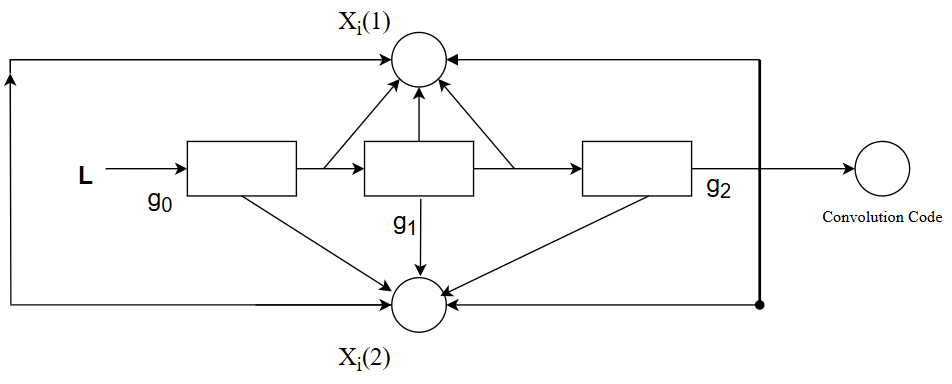 Xᵢ(1)
L
g₀
g₁
g₂
Convolution Code
Xᵢ(2)